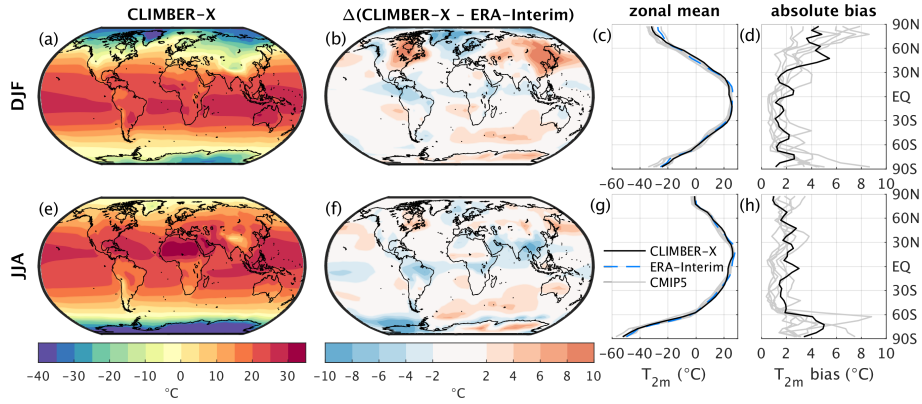 CLIMBER-X
Δ(CLIMBER-X − ERA-Interim)
zonal mean
absolute bias
DJF
(a)
(b)
(c)
(d)
90N
60N
30N
EQ
30S
60S
90S
−60 −40 −20 0 20
0 2 4 6 8 10
JJA
(e)
(f)
(g)
(h)
CLIMBER-X
ERA-Interim
CMIP5
90N
60N
30N
EQ
30S
60S
90S
−40 −30 −20 −10 0 10 20 30
°C
−10 −8 −6 −4 −2 2 4 6 8 10
°C
−60 −40 −20 0 20
T2m (°C)
0 2 4 6 8 10
T2m bias (°C)